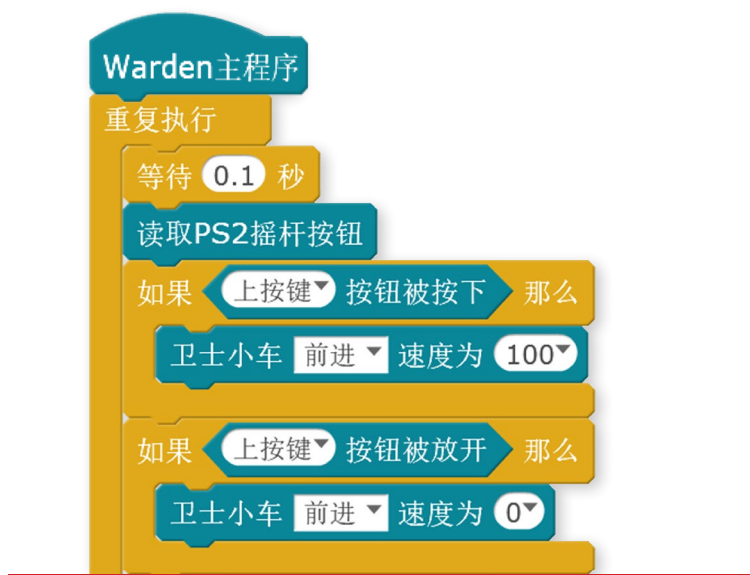 Warden主程序
重复执行
等待 0.1 秒
读取PS2摇杆按钮
如果 上按键 按钮被按下 那么
卫士小车 前进 速度为 100
如果 上按键 按钮被放开 那么
卫士小车 前进 速度为 0